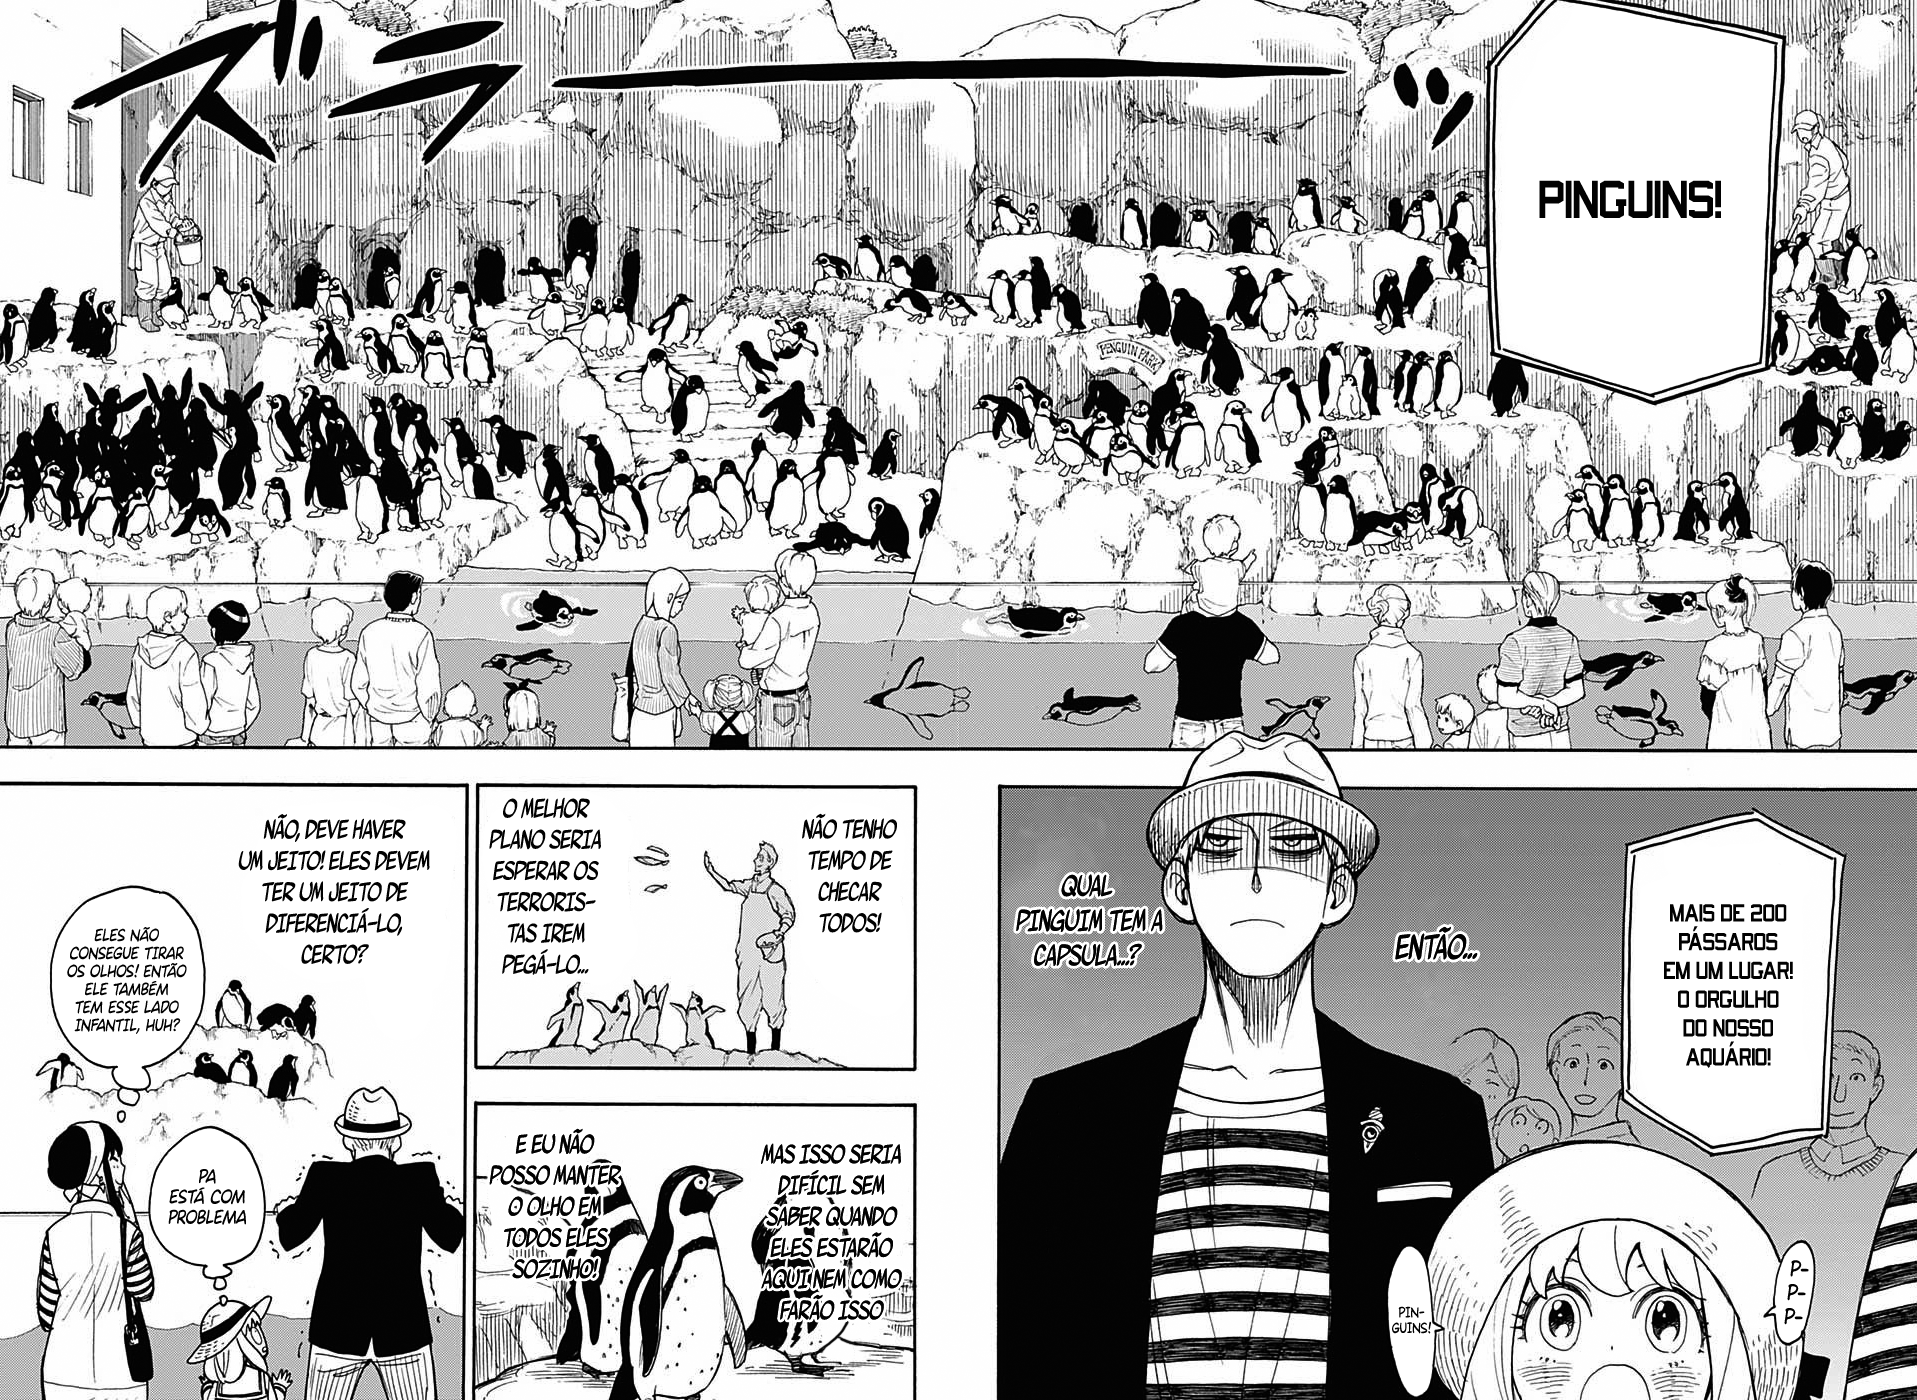 PINGUINS!
ズラーッ
PENGUIN PARK
MAIS DE 200
PÁSSAROS
EM UM LUGAR!
O ORGULHO
DO NOSSO
AQUÁRIO!
P-
P-
P-
PIN-
GUINS!
ENTÃO...
QUAL
PINGUIM TEM A
CAPSULA...?
NÃO TENHO
TEMPO DE
CHECAR
TODOS!
O MELHOR
PLANO SERIA
ESPERAR OS
TERRORIS-
TAS IREM
PEGÁ-LO...
MAS ISSO SERIA
DIFÍCIL SEM
SABER QUANDO
ELES ESTARÃO
AQUI NEM COMO
FARÃO ISSO
E EU NÃO
POSSO MANTER
O OLHO EM
TODOS ELES
SOZINHO!
NÃO, DEVE HAVER
UM JEITO! ELES DEVEM
TER UM JEITO DE
DIFERENCIÁ-LO,
CERTO?
ELES NÃO
CONSEGUE TIRAR
OS OLHOS! ENTÃO
ELE TAMBÉM
TEM ESSE LADO
INFANTIL, HUH?
PA
ESTÁ COM
PROBLEMA